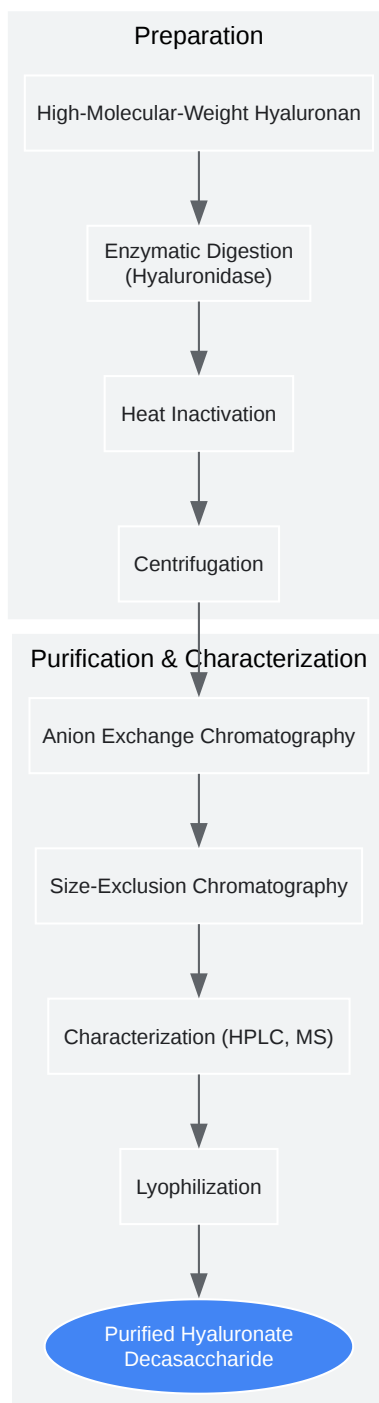 Preparation
High-Molecular-Weight Hyaluronan
Enzymatic Digestion
(Hyaluronidase)
Heat Inactivation
Centrifugation
Purification & Characterization
Anion Exchange Chromatography
Size-Exclusion Chromatography
Characterization (HPLC, MS)
Lyophilization
Purified Hyaluronate
Decasaccharide